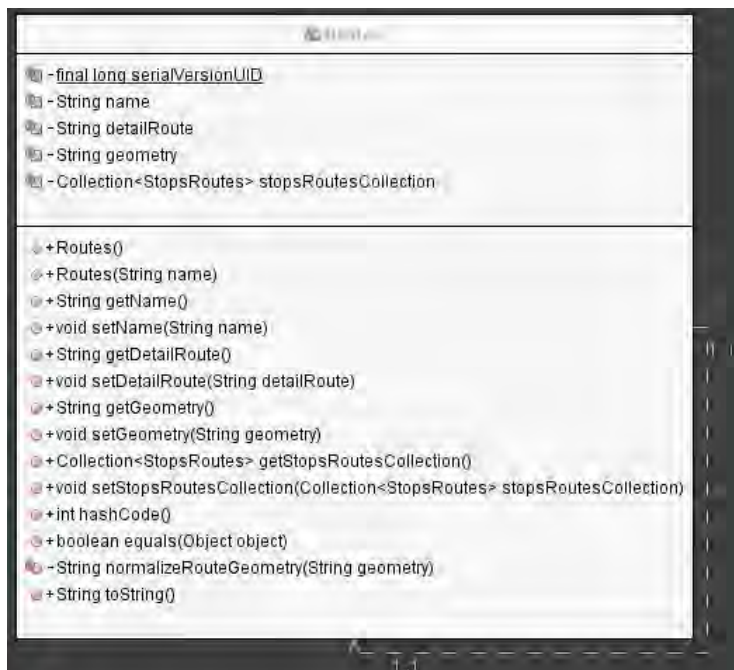 -final long serialVersionUID
-String name
-String detailRoute
-String geometry
-Collection<StopsRoutes> stopsRoutesCollection
+Routes()
+Routes(String name)
+String getName()
+void setName(String name)
+String getDetailRoute()
+void setDetailRoute(String detailRoute)
+String getGeometry()
+void setGeometry(String geometry)
+Collection<StopsRoutes> getStopsRoutesCollection()
+void setStopsRoutesCollection(Collection<StopsRoutes> stopsRoutesCollection)
+int hashCode()
+boolean equals(Object object)
-String normalizeRouteGeometry(String geometry)
+String toString()